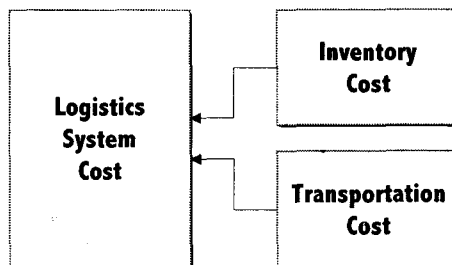 Logistics
System
Cost
Inventory
Cost
Transportation
Cost